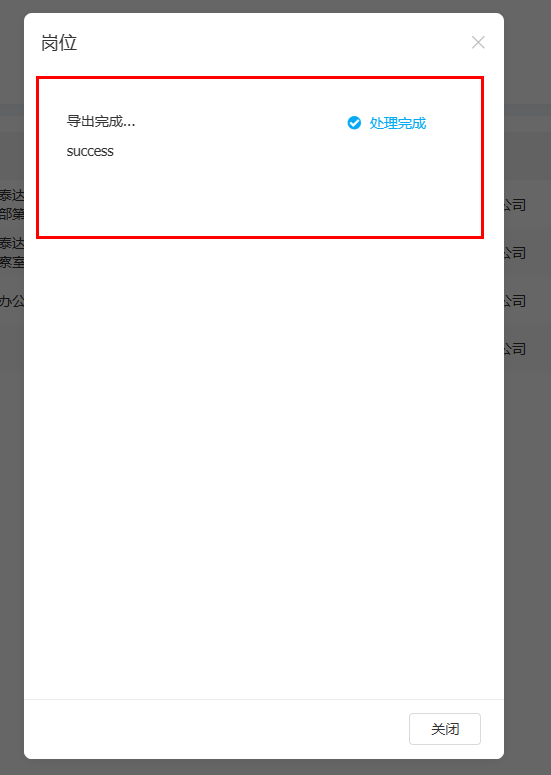 岗位
导出完成...
处理完成
success
泰达
部第
公司
泰达
察室
公司
办公
公司
公司
关闭